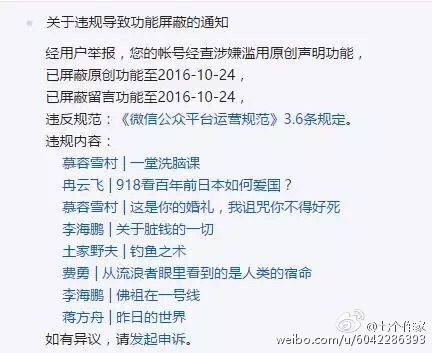 关于违规导致功能屏蔽的通知
经用户举报，您的帐号经查涉嫌滥用原创声明功能，
已屏蔽原创功能至2016-10-24，
已屏蔽留言功能至2016-10-24，
违反规范：《微信公众平台运营规范》3.6条规定。
违规内容：
慕容雪村 | 一堂洗脑课
冉云飞 | 918看百年前日本如何爱国？
慕容雪村 | 这是你的婚礼，我诅咒你不得好死
李海鹏 | 关于脏钱的一切
土家野夫 | 钓鱼之术
费勇 | 从流浪者眼里看到的是人类的宿命
李海鹏 | 佛祖在一号线
蒋方舟 | 昨日的世界
如有异议，请发起申诉。
@七个作家
weibo.com/u/6042286393